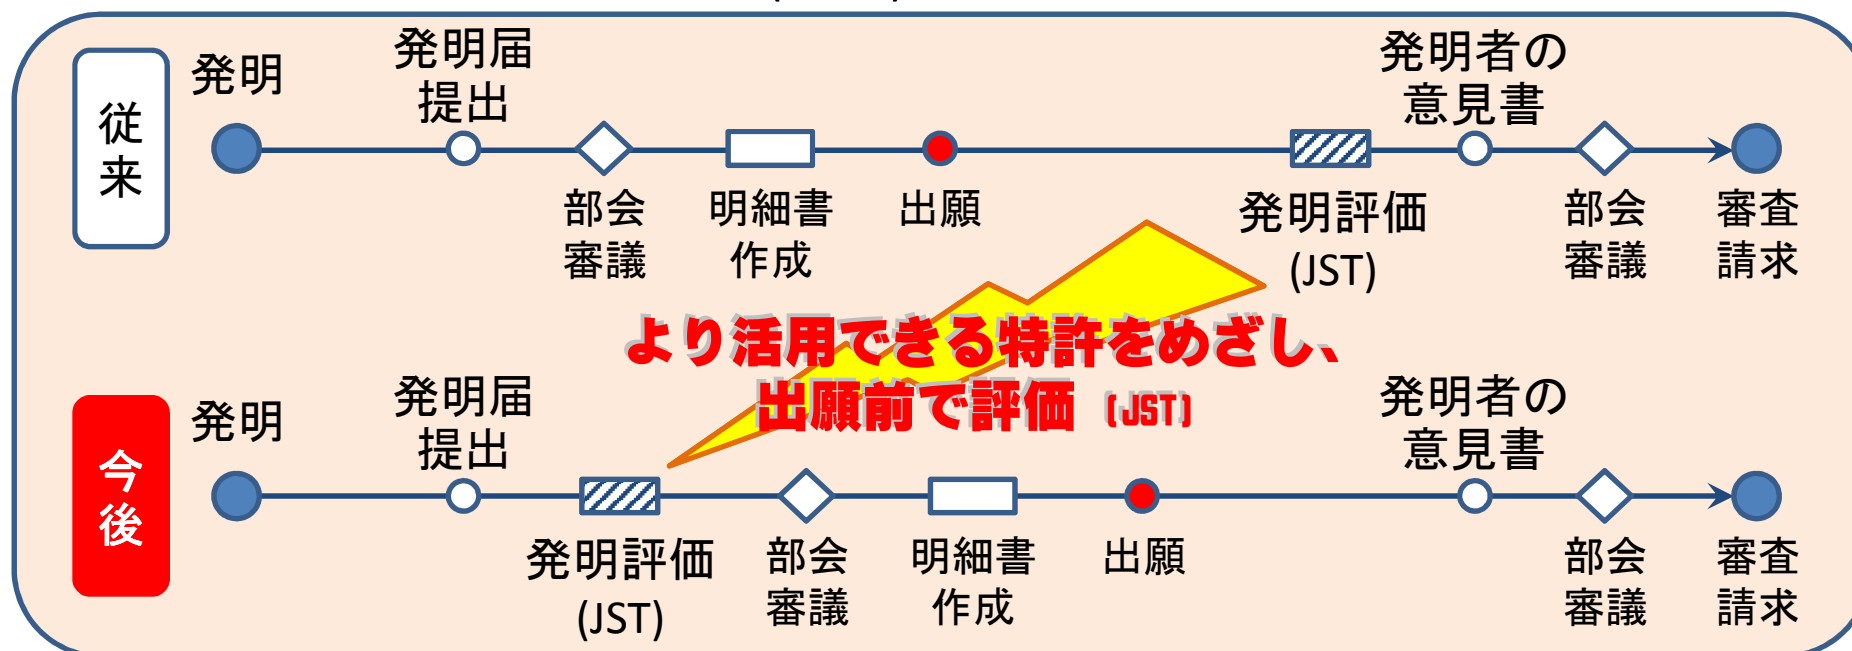 従
来
発明
発明届
提出
部会
審議
明細書
作成
出願
発明評価
(JST)
発明者の
意見書
部会
審議
審査
請求
より活用できる特許をめざし、
出願前で評価 (JST)
今
後
発明
発明届
提出
発明評価
(JST)
部会
審議
明細書
作成
出願
発明者の
意見書
部会
審議
審査
請求